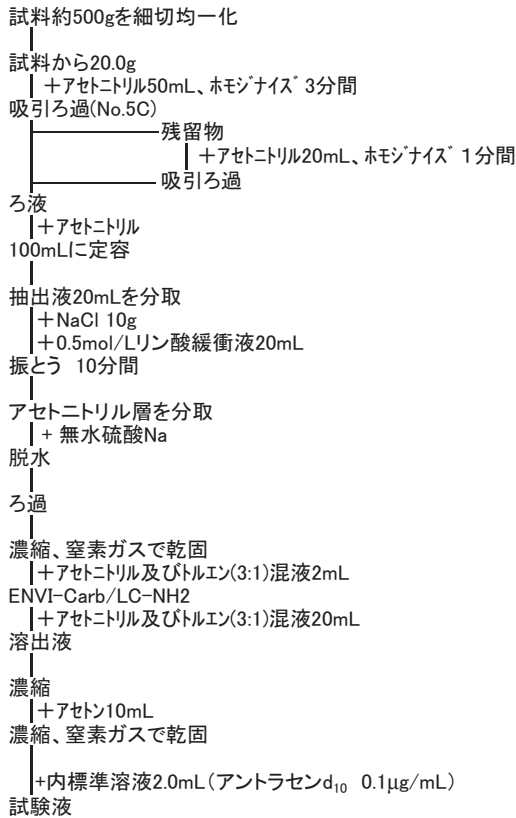 試料約500gを細切均一化
試料から20.0g
+アセトニトリル50mL、ホモジナイズ 3分間
吸引ろ過(No.5C)
残留物
+アセトニトリル20mL、ホモジナイズ 1分間
吸引ろ過
ろ液
+アセトニトリル
100mLに定容
抽出液20mLを分取
+NaCl 10g
+0.5mol/Lリン酸緩衝液20mL
振とう 10分間
アセトニトリル層を分取
+ 無水硫酸Na
脱水
ろ過
濃縮、窒素ガスで乾固
+アセトニトリル及びトルエン(3:1)混液2mL
ENVI-Carb/LC-NH2
+アセトニトリル及びトルエン(3:1)混液20mL
溶出液
濃縮
+アセトン10mL
濃縮、窒素ガスで乾固
+内標準溶液2.0mL(アントラセンd₁₀ 0.1μg/mL)
試験液